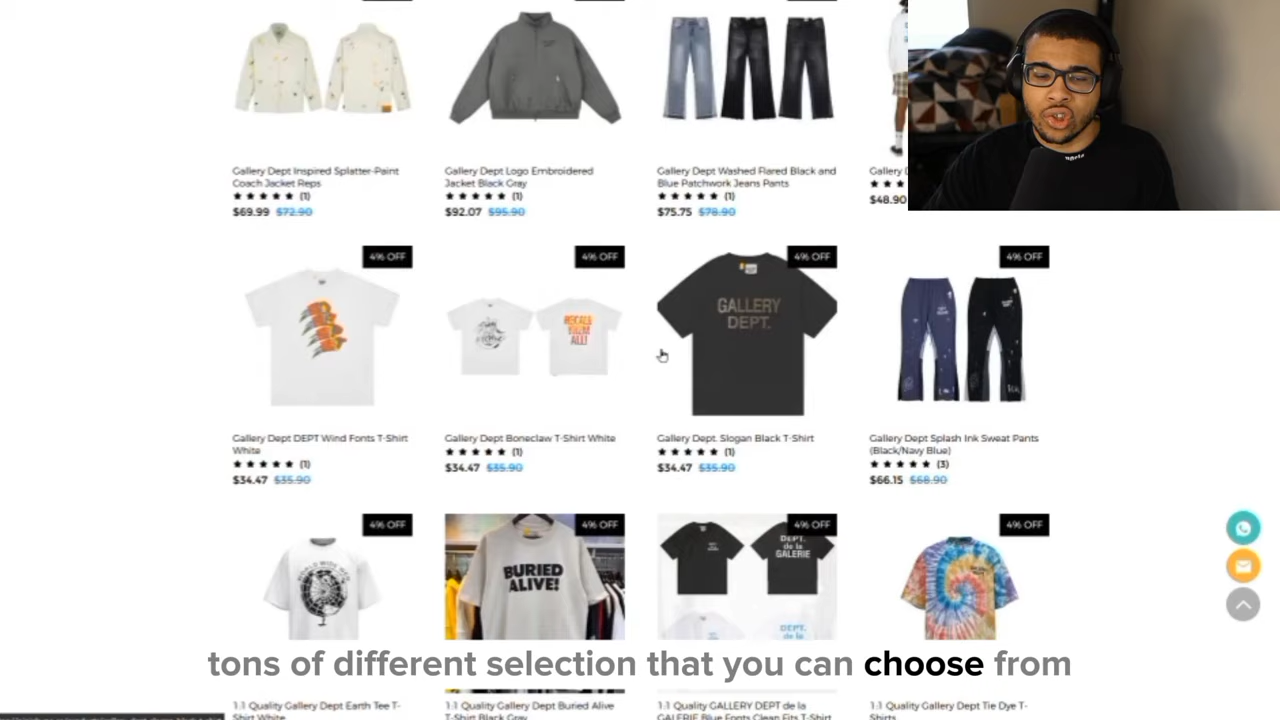 Gallery Dept Inspired Splatter-Paint
Coach Jacket Reps
(1)
$69.99 $72.90
Gallery Dept Logo Embroidered
Jacket Black Gray
(1)
$92.07 $95.90
Gallery Dept Washed Flared Black and
Blue Patchwork Jeans Pants
(1)
$75.75 $78.90
$48.90
4% OFF
4% OFF
4% OFF
4% OFF
RECALL
THEM
ALL!
GALLERY
DEPT.
Gallery Dept DEPT Wind Fonts T-Shirt
White
(1)
$34.47 $35.90
Gallery Dept Boneclaw T-Shirt White
(1)
$34.47 $35.90
Gallery Dept. Slogan Black T-Shirt
(1)
$34.47 $35.90
Gallery Dept Splash Ink Sweat Pants
(Black/Navy Blue)
(3)
$66.15 $68.90
4% OFF
4% OFF
4% OFF
4% OFF
BURIED
ALIVE!
DEPT.
de la
GALERIE
DEPT.
de la
tons of different selection that you can choose from
1:1 Quality Gallery Dept Earth Tee T-
Shirt White
1:1 Quality Gallery Dept Buried Alive
T-Shirt Black Gray
1:1 Quality GALLERY DEPT de la
GALERIE Blue Fonts Clean Fits T-Shirt
1:1 Quality Gallery Dept Tie Dye T-
Shirts